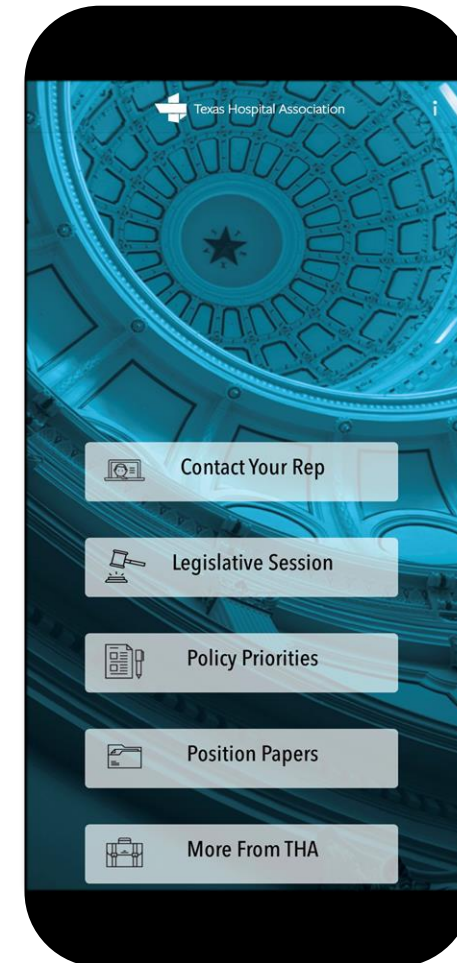 Texas Hospital Association
i
Contact Your Rep
Legislative Session
Policy Priorities
Position Papers
More From THA